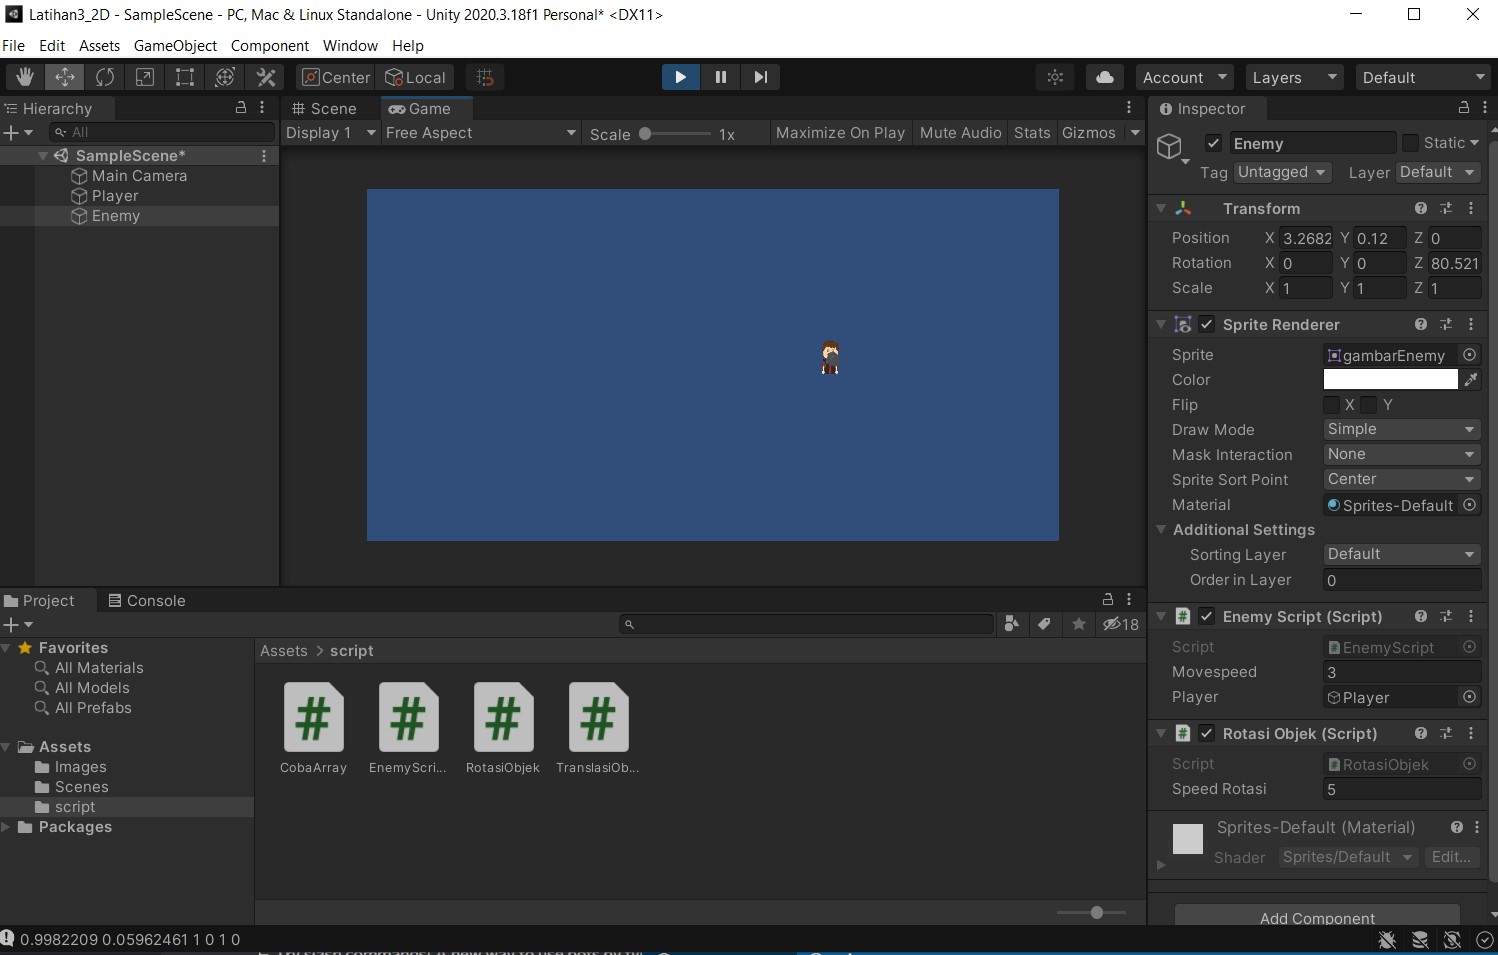 Latihan3_2D - SampleScene - PC, Mac & Linux Standalone - Unity 2020.3.18f1 Personal* <DX11>
File Edit Assets GameObject Component Window Help
Center Local Account Layers Default
Hierarchy
All
SampleScene*
Main Camera
Player
Enemy
Scene Game
Display 1 Free Aspect Scale 1x Maximize On Play Mute Audio Stats Gizmos
Inspector
Enemy Static
Tag Untagged Layer Default
Transform
Position X 3.2682 Y 0.12 Z 0
Rotation X 0 Y 0 Z 80.521
Scale X 1 Y 1 Z 1
Sprite Renderer
Sprite gambarEnemy
Color
Flip X Y
Draw Mode Simple
Mask Interaction None
Sprite Sort Point Center
Material Sprites-Default
Additional Settings
Sorting Layer Default
Order in Layer 0
Enemy Script (Script)
Script EnemyScript
Movespeed 3
Player Player
Rotasi Objek (Script)
Script RotasiObjek
Speed Rotasi 5
Sprites-Default (Material)
Shader Sprites/Default Edit...
Add Component
Project Console
18
Favorites
All Materials
All Models
All Prefabs
Assets
Images
Scenes
script
Packages
Assets > script
CobaArray EnemyScri... RotasiObjek TranslasiOb...
0.9982209 0.05962461 1 0 1 0